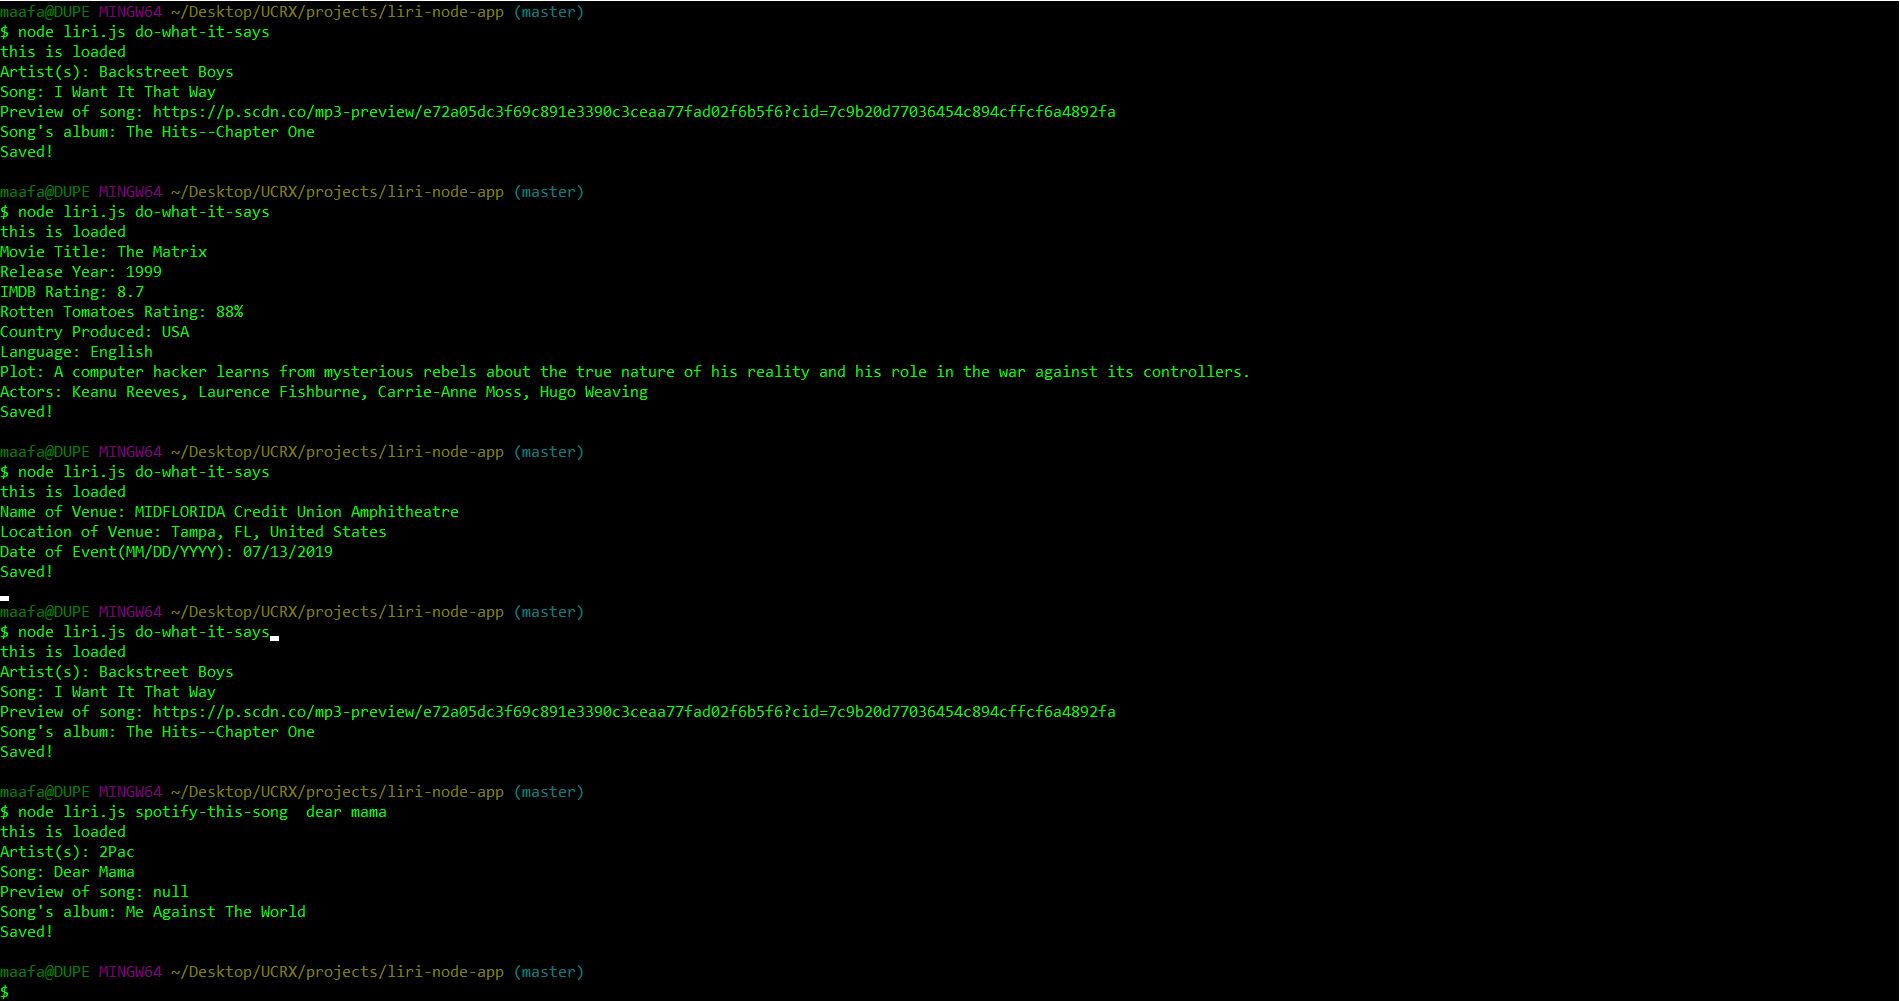 maafa@DUPE MINGW64 ~/Desktop/UCRX/projects/liri-node-app (master)
$ node liri.js do-what-it-says
this is loaded
Artist(s): Backstreet Boys
Song: I Want It That Way
Preview of song: https://p.scdn.co/mp3-preview/e72a05dc3f69c891e3390c3ceaa77fad02f6b5f6?cid=7c9b20d77036454c894cffcf6a4892fa
Song's album: The Hits--Chapter One
Saved!

maafa@DUPE MINGW64 ~/Desktop/UCRX/projects/liri-node-app (master)
$ node liri.js do-what-it-says
this is loaded
Movie Title: The Matrix
Release Year: 1999
IMDB Rating: 8.7
Rotten Tomatoes Rating: 88%
Country Produced: USA
Language: English
Plot: A computer hacker learns from mysterious rebels about the true nature of his reality and his role in the war against its controllers.
Actors: Keanu Reeves, Laurence Fishburne, Carrie-Anne Moss, Hugo Weaving
Saved!

maafa@DUPE MINGW64 ~/Desktop/UCRX/projects/liri-node-app (master)
$ node liri.js do-what-it-says
this is loaded
Name of Venue: MIDFLORIDA Credit Union Amphitheatre
Location of Venue: Tampa, FL, United States
Date of Event(MM/DD/YYYY): 07/13/2019
Saved!

maafa@DUPE MINGW64 ~/Desktop/UCRX/projects/liri-node-app (master)
$ node liri.js do-what-it-says
this is loaded
Artist(s): Backstreet Boys
Song: I Want It That Way
Preview of song: https://p.scdn.co/mp3-preview/e72a05dc3f69c891e3390c3ceaa77fad02f6b5f6?cid=7c9b20d77036454c894cffcf6a4892fa
Song's album: The Hits--Chapter One
Saved!

maafa@DUPE MINGW64 ~/Desktop/UCRX/projects/liri-node-app (master)
$ node liri.js spotify-this-song  dear mama
this is loaded
Artist(s): 2Pac
Song: Dear Mama
Preview of song: null
Song's album: Me Against The World
Saved!

maafa@DUPE MINGW64 ~/Desktop/UCRX/projects/liri-node-app (master)
$